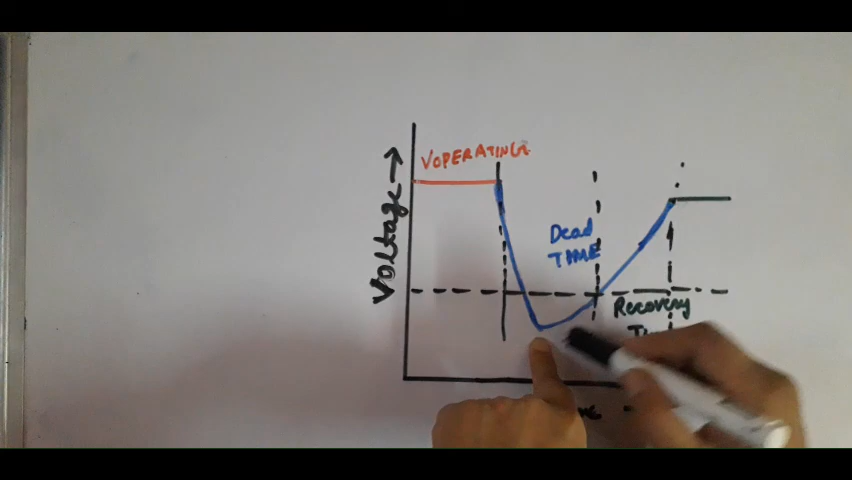 VOPERATING
Voltage →
Dead
TIME
Recovery